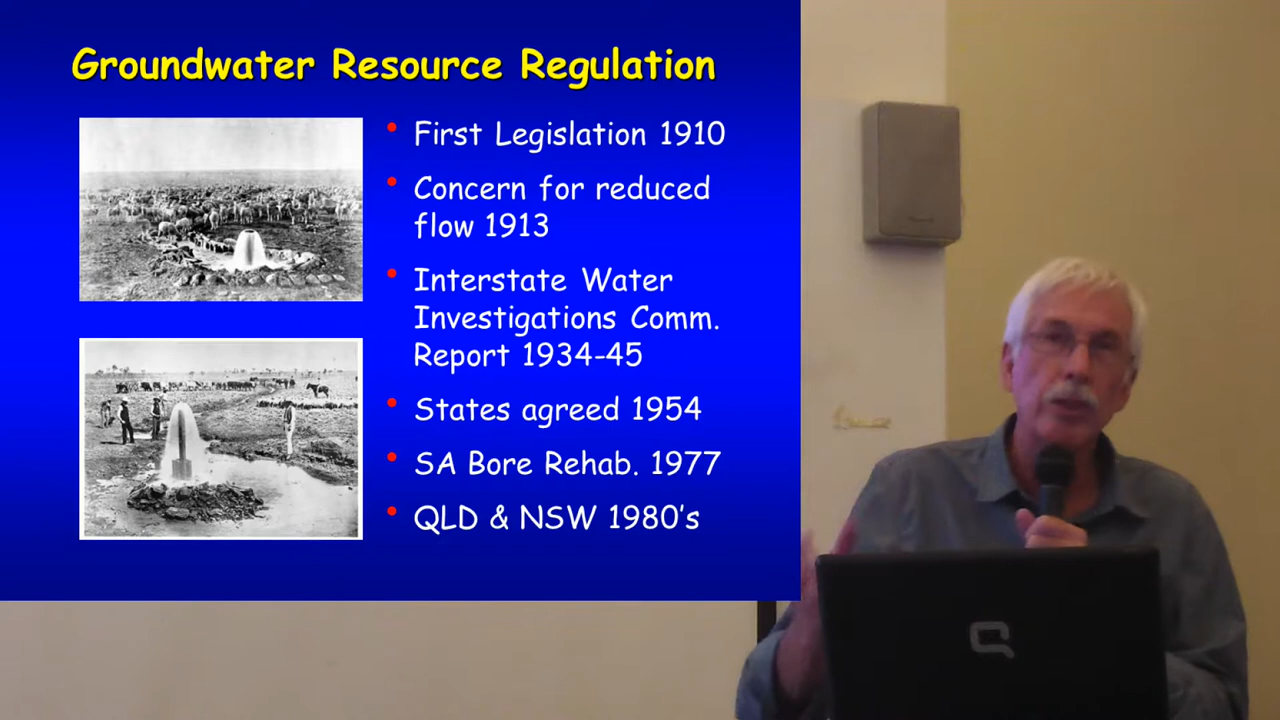 Groundwater Resource Regulation
• First Legislation 1910
• Concern for reduced
flow 1913
• Interstate Water
Investigations Comm.
Report 1934-45
• States agreed 1954
• SA Bore Rehab. 1977
• QLD & NSW 1980's